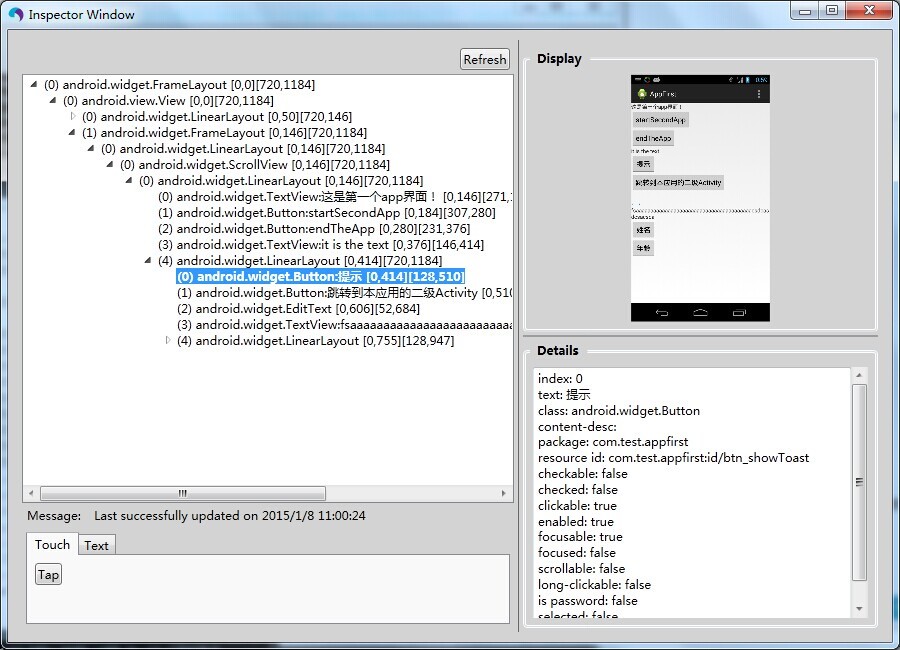 Inspector Window
Refresh
(0) android.widget.FrameLayout [0,0][720,1184]
(0) android.view.View [0,0][720,1184]
(0) android.widget.LinearLayout [0,50][720,146]
(1) android.widget.FrameLayout [0,146][720,1184]
(0) android.widget.LinearLayout [0,146][720,1184]
(0) android.widget.ScrollView [0,146][720,1184]
(0) android.widget.LinearLayout [0,146][720,1184]
(0) android.widget.TextView:这是第一个app界面！ [0,146][271,
(1) android.widget.Button:startSecondApp [0,184][307,280]
(2) android.widget.Button:endTheApp [0,280][231,376]
(3) android.widget.TextView:it is the text [0,376][146,414]
(4) android.widget.LinearLayout [0,414][720,1184]
(0) android.widget.Button:提示 [0,414][128,510]
(1) android.widget.Button:跳转到本应用的二级Activity [0,510
(2) android.widget.EditText [0,606][52,684]
(3) android.widget.TextView:fsaaaaaaaaaaaaaaaaaaaaaaaaa
(4) android.widget.LinearLayout [0,755][128,947]
Message: Last successfully updated on 2015/1/8 11:00:24
Touch
Text
Tap
Display
AppFirst
这是第一个app界面！
startSecondApp
endTheApp
it is the text
提示
跳转到本应用的二级Activity
姓名
年龄
Details
index: 0
text: 提示
class: android.widget.Button
content-desc:
package: com.test.appfirst
resource id: com.test.appfirst:id/btn_showToast
checkable: false
checked: false
clickable: true
enabled: true
focusable: true
focused: false
scrollable: false
long-clickable: false
is password: false
selected: false